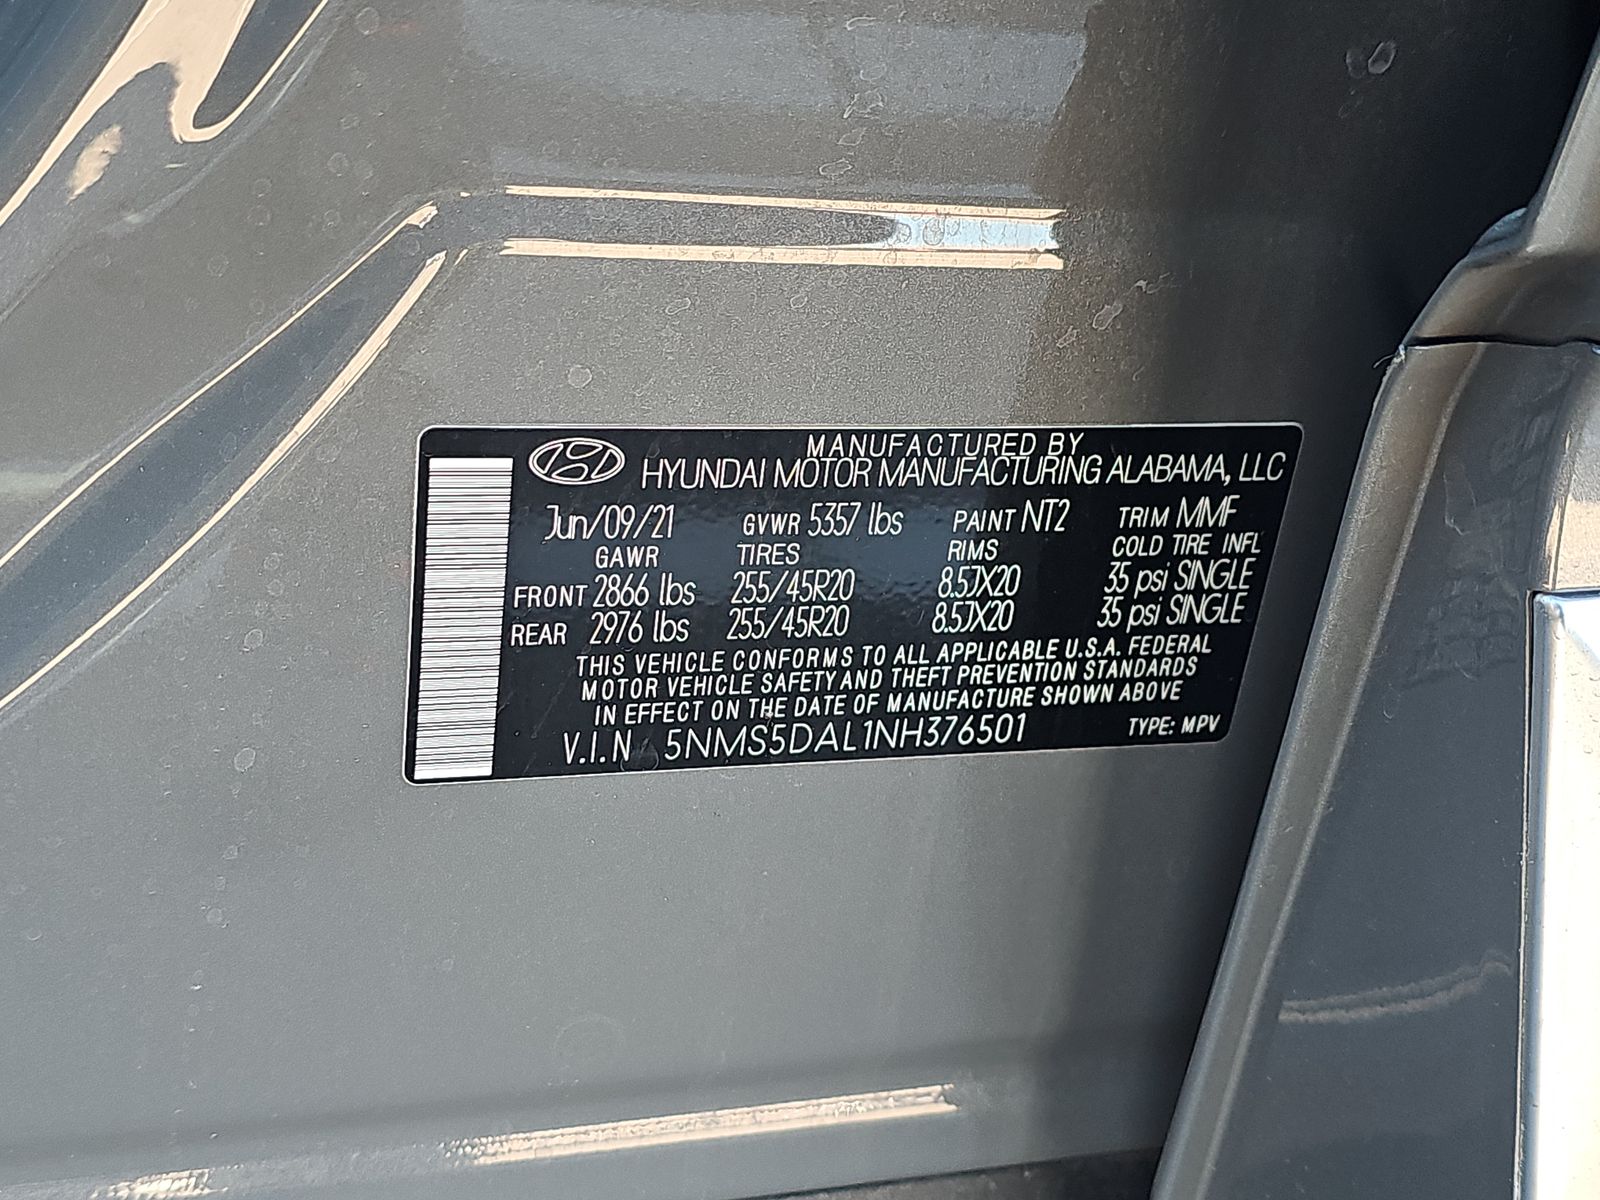 MANUFACTURED BY
HYUNDAI MOTOR MANUFACTURING ALABAMA, LLC
Jun/09/21 GVWR 5357 lbs PAINT NT2 TRIM MMF
GAWR TIRES RIMS COLD TIRE INFL
FRONT 2866 lbs 255/45R20 8.5JX20 35 psi SINGLE
REAR 2976 lbs 255/45R20 8.5JX20 35 psi SINGLE
THIS VEHICLE CONFORMS TO ALL APPLICABLE U.S.A. FEDERAL
MOTOR VEHICLE SAFETY AND THEFT PREVENTION STANDARDS
IN EFFECT ON THE DATE OF MANUFACTURE SHOWN ABOVE
V.I.N 5NMS5DAL1NH376501 TYPE: MPV